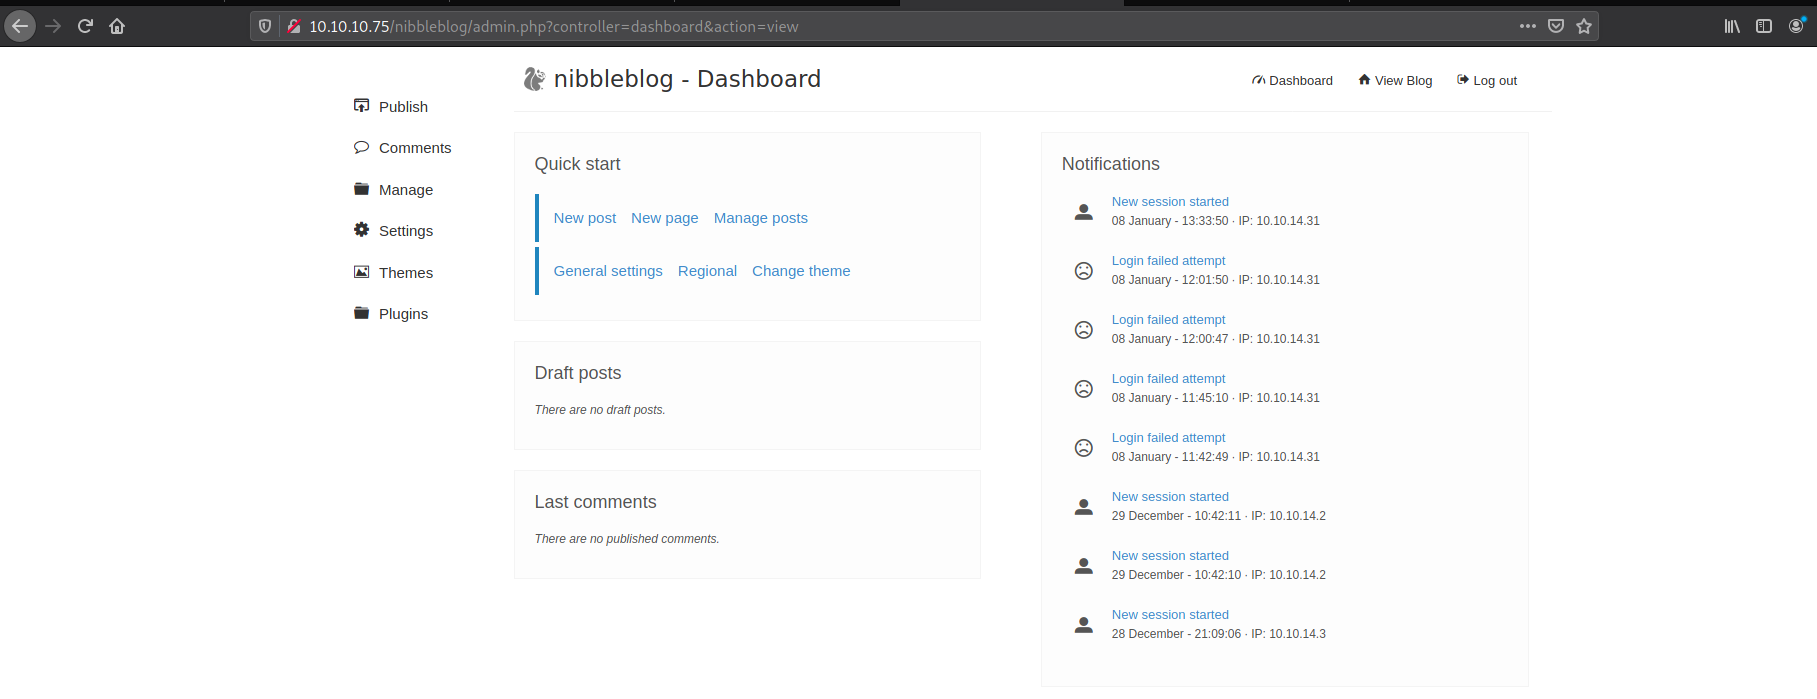 10.10.10.75/nibbleblog/admin.php?controller=dashboard&action=view
nibbleblog - Dashboard
Dashboard View Blog Log out
Publish
Comments
Manage
Settings
Themes
Plugins
Quick start
New post New page Manage posts
General settings Regional Change theme
Draft posts
There are no draft posts.
Last comments
There are no published comments.
Notifications
New session started
08 January - 13:33:50 · IP: 10.10.14.31
Login failed attempt
08 January - 12:01:50 · IP: 10.10.14.31
Login failed attempt
08 January - 12:00:47 · IP: 10.10.14.31
Login failed attempt
08 January - 11:45:10 · IP: 10.10.14.31
Login failed attempt
08 January - 11:42:49 · IP: 10.10.14.31
New session started
29 December - 10:42:11 · IP: 10.10.14.2
New session started
29 December - 10:42:10 · IP: 10.10.14.2
New session started
28 December - 21:09:06 · IP: 10.10.14.3